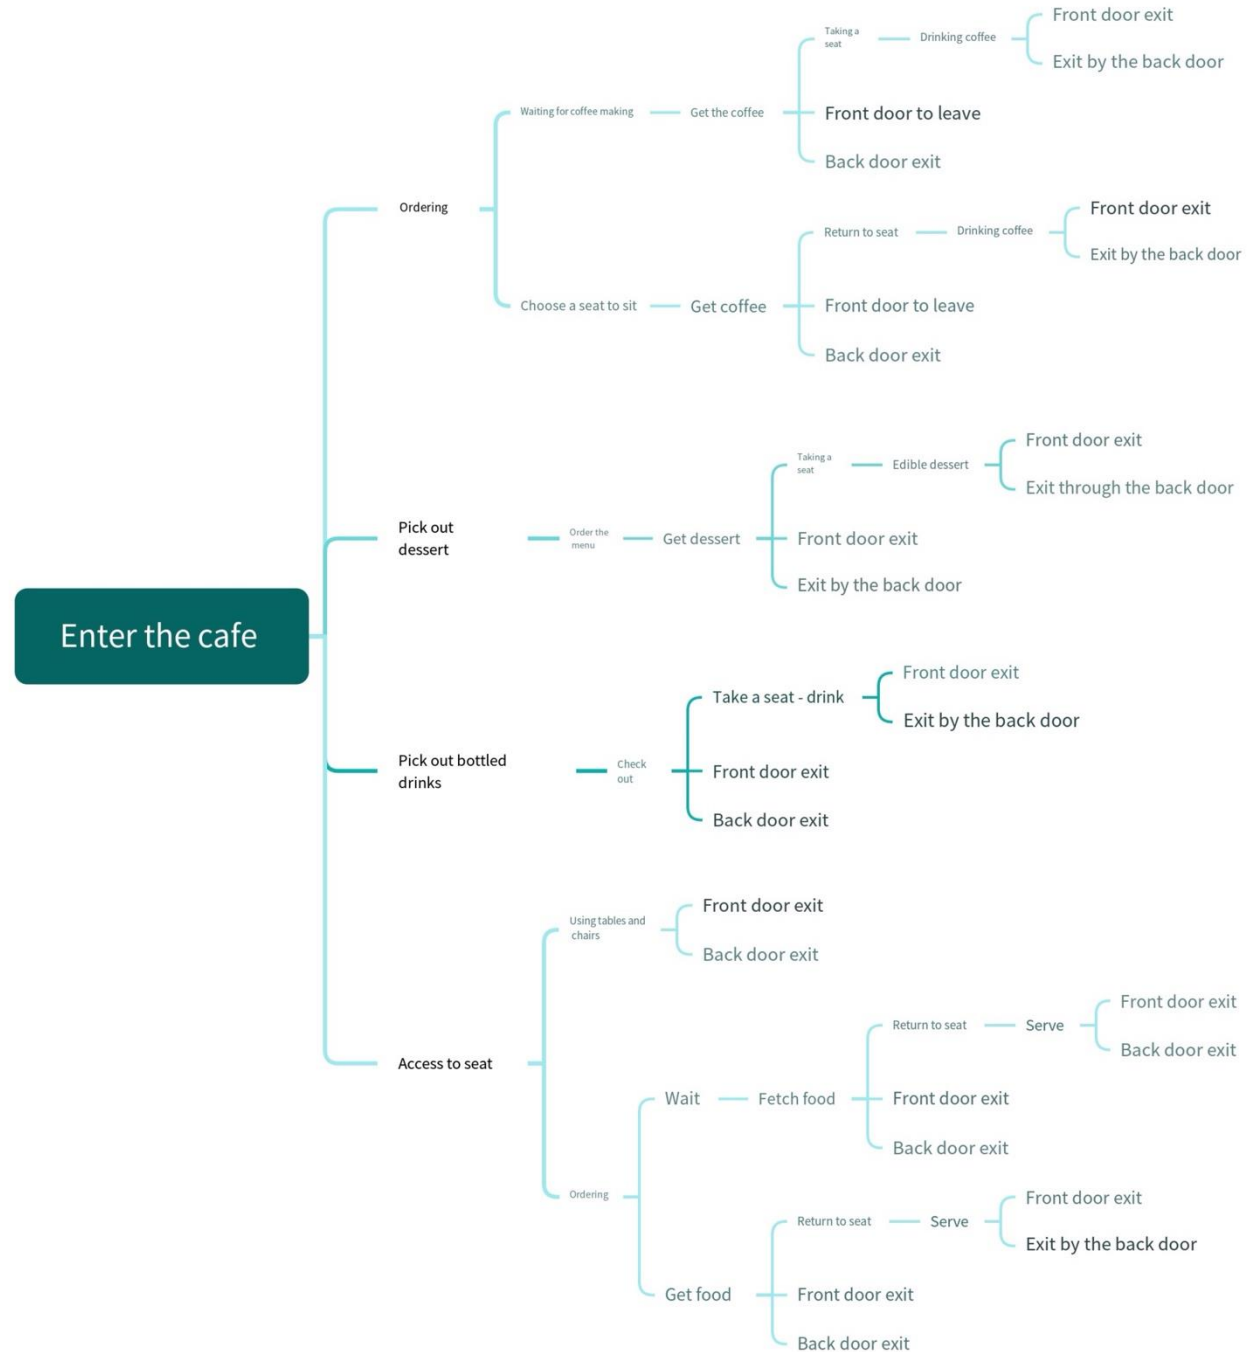 Enter the cafe
Ordering
Waiting for coffee making
Get the coffee
Taking a
seat
Drinking coffee
Front door exit
Exit by the back door
Front door to leave
Back door exit
Choose a seat to sit
Get coffee
Return to seat
Drinking coffee
Front door exit
Exit by the back door
Front door to leave
Back door exit
Pick out
dessert
Order the
menu
Get dessert
Taking a
seat
Edible dessert
Front door exit
Exit through the back door
Front door exit
Exit by the back door
Pick out bottled
drinks
Check
out
Take a seat - drink
Front door exit
Exit by the back door
Front door exit
Back door exit
Access to seat
Using tables and
chairs
Front door exit
Back door exit
Ordering
Wait
Fetch food
Return to seat
Serve
Front door exit
Back door exit
Front door exit
Back door exit
Get food
Return to seat
Serve
Front door exit
Exit by the back door
Front door exit
Back door exit